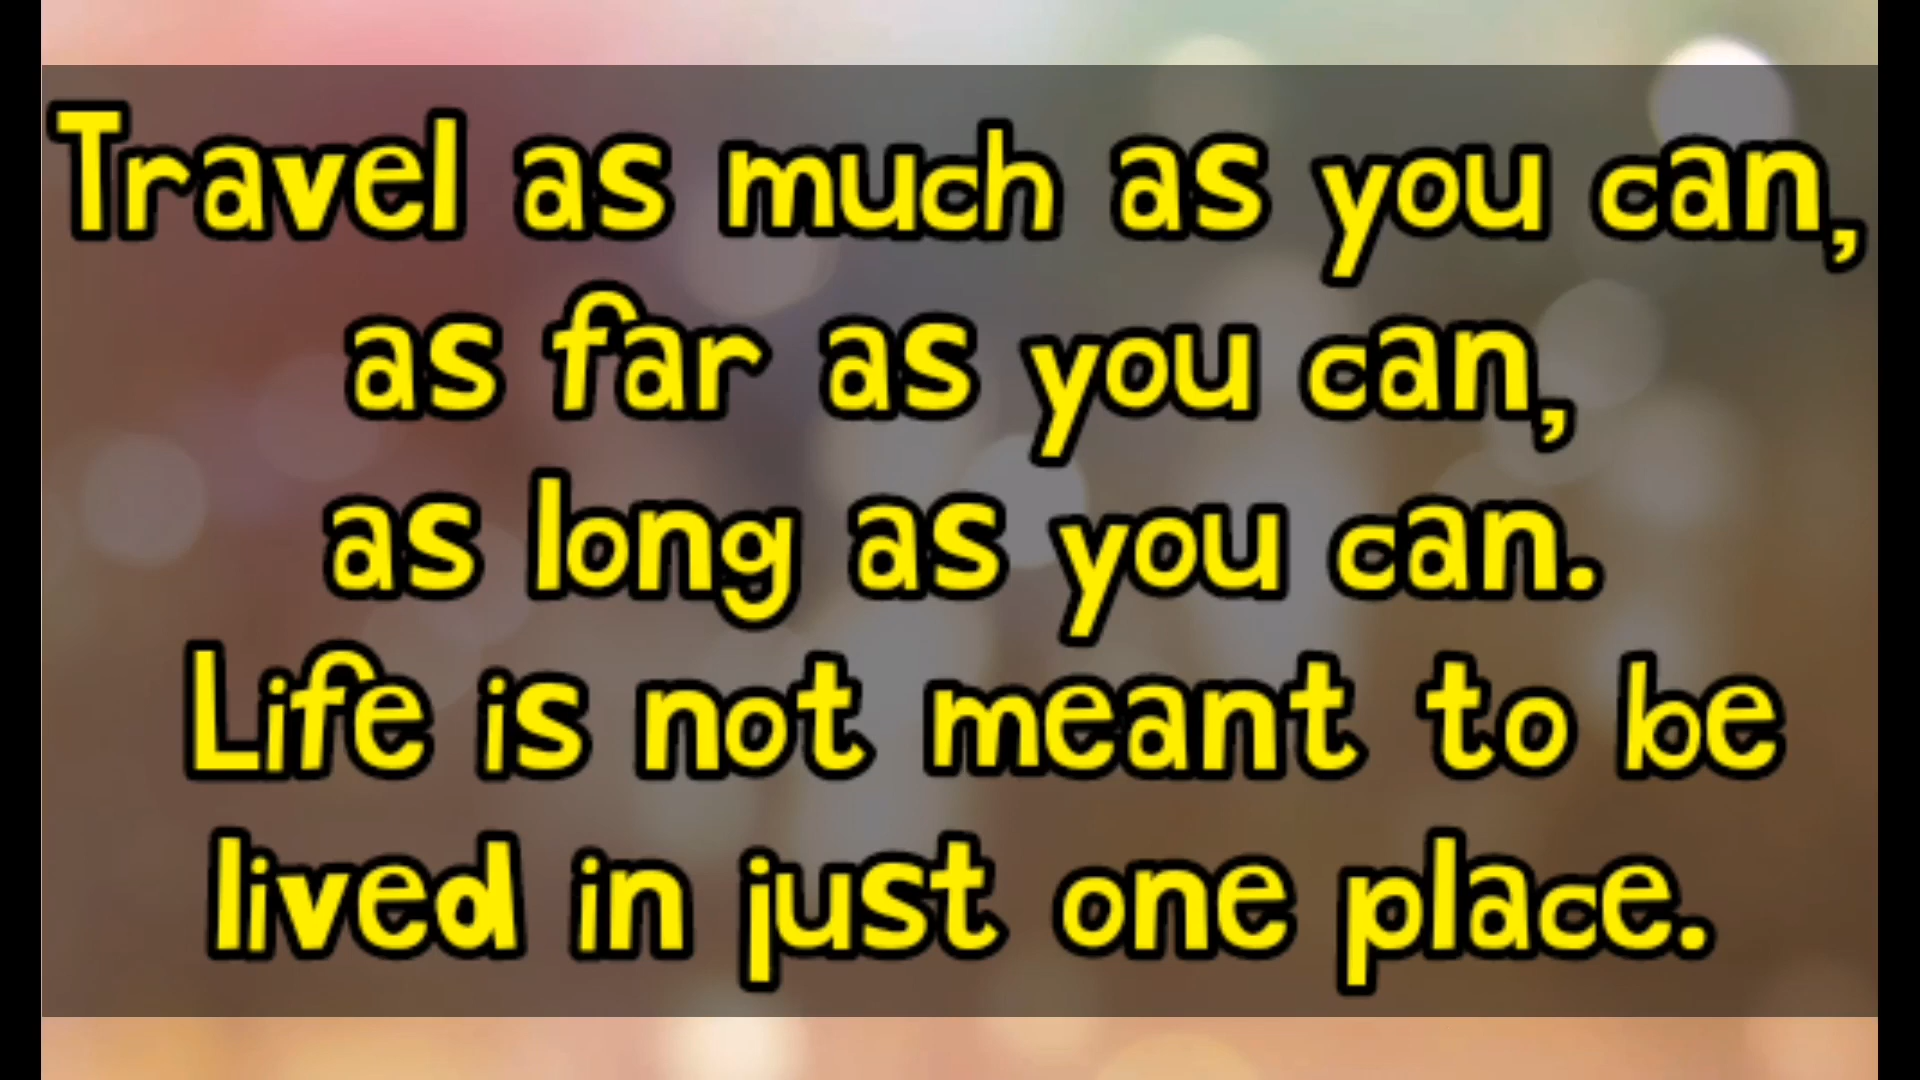 Travel as much as you can,
as far as you can,
as long as you can.
Life is not meant to be
lived in just one place.